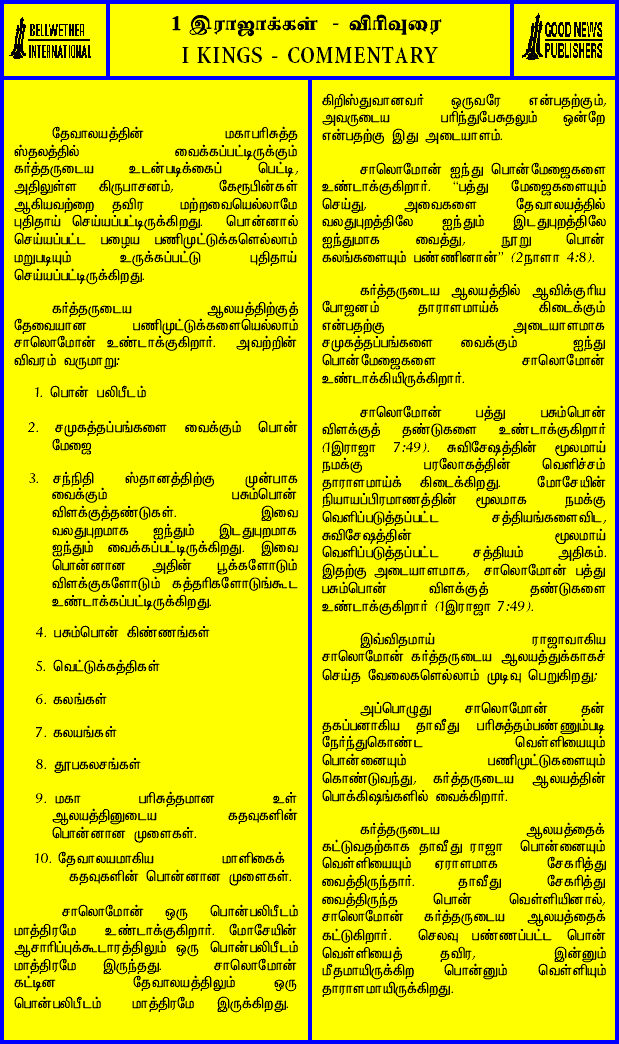 BELLWETHER
INTERNATIONAL
1 இராஜாக்கள் - விரிவுரை
I KINGS - COMMENTARY
GOOD NEWS
PUBLISHERS
தேவாலயத்தின் மகாபரிசுத்த
ஸ்தலத்தில் வைக்கப்பட்டிருக்கும்
கர்த்தருடைய உடன்படிக்கைப் பெட்டி,
அதிலுள்ள கிருபாசனம், கேரூபின்கள்
ஆகியவற்றை தவிர மற்றவையெல்லாமே
புதிதாய் செய்யப்பட்டிருக்கிறது. பொன்னால்
செய்யப்பட்ட பழைய பணிமுட்டுக்களெல்லாம்
மறுபடியும் உருக்கப்பட்டு புதிதாய்
செய்யப்பட்டிருக்கிறது.
கர்த்தருடைய ஆலயத்திற்குத்
தேவையான பணிமுட்டுக்களையெல்லாம்
சாலொமோன் உண்டாக்குகிறார். அவற்றின்
விவரம் வருமாறு:
1. பொன் பலிபீடம்
2. சமுகத்தப்பங்களை வைக்கும் பொன்
மேஜை
3. சந்நிதி ஸ்தானத்திற்கு முன்பாக
வைக்கும் பசும்பொன்
விளக்குத்தண்டுகள். இவை
வலதுபுறமாக ஐந்தும் இடதுபுறமாக
ஐந்தும் வைக்கப்பட்டிருக்கிறது. இவை
பொன்னான அதின் பூக்களோடும்
விளக்குகளோடும் கத்தரிகளோடுங்கூட
உண்டாக்கப்பட்டிருக்கிறது.
4. பசும்பொன் கிண்ணங்கள்
5. வெட்டுக்கத்திகள்
6. கலங்கள்
7. கலயங்கள்
8. தூபகலசங்கள்
9. மகா பரிசுத்தமான உள்
ஆலயத்தினுடைய கதவுகளின்
பொன்னான முளைகள்.
10. தேவாலயமாகிய மாளிகைக்
கதவுகளின் பொன்னான முளைகள்.
சாலொமோன் ஒரு பொன்பலிபீடம்
மாத்திரமே உண்டாக்குகிறார். மோசேயின்
ஆசாரிப்புக்கூடாரத்திலும் ஒரு பொன்பலிபீடம்
மாத்திரமே இருந்தது. சாலொமோன்
கட்டின தேவாலயத்திலும் ஒரு
பொன்பலிபீடம் மாத்திரமே இருக்கிறது.
கிறிஸ்துவானவர் ஒருவரே என்பதற்கும்,
அவருடைய பரிந்துபேசுதலும் ஒன்றே
என்பதற்கு இது அடையாளம்.
சாலொமோன் ஐந்து பொன்மேஜைகளை
உண்டாக்குகிறார். “பத்து மேஜைகளையும்
செய்து, அவைகளை தேவாலயத்தில்
வலதுபுறத்திலே ஐந்தும் இடதுபுறத்திலே
ஐந்துமாக வைத்து, நூறு பொன்
கலங்களையும் பண்ணினான்” (2நாளா 4:8).
கர்த்தருடைய ஆலயத்தில் ஆவிக்குரிய
போஜனம் தாராளமாய்க் கிடைக்கும்
என்பதற்கு அடையாளமாக
சமுகத்தப்பங்களை வைக்கும் ஐந்து
பொன்மேஜைகளை சாலொமோன்
உண்டாக்கியிருக்கிறார்.
சாலொமோன் பத்து பசும்பொன்
விளக்குத் தண்டுகளை உண்டாக்குகிறார்
(1இராஜா 7:49). சுவிசேஷத்தின் மூலமாய்
நமக்கு பரலோகத்தின் வெளிச்சம்
தாராளமாய்க் கிடைக்கிறது. மோசேயின்
நியாயப்பிரமாணத்தின் மூலமாக நமக்கு
வெளிப்படுத்தப்பட்ட சத்தியங்களைவிட,
சுவிசேஷத்தின் மூலமாய்
வெளிப்படுத்தப்பட்ட சத்தியம் அதிகம்.
இதற்கு அடையாளமாக, சாலொமோன் பத்து
பசும்பொன் விளக்குத் தண்டுகளை
உண்டாக்குகிறார் (1இராஜா 7:49).
இவ்விதமாய் ராஜாவாகிய
சாலொமோன் கர்த்தருடைய ஆலயத்துக்காகச்
செய்த வேலைகளெல்லாம் முடிவு பெறுகிறது;
அப்பொழுது சாலொமோன் தன்
தகப்பனாகிய தாவீது பரிசுத்தம்பண்ணும்படி
நேர்ந்துகொண்ட வெள்ளியையும்
பொன்னையும் பணிமுட்டுகளையும்
கொண்டுவந்து, கர்த்தருடைய ஆலயத்தின்
பொக்கிஷங்களில் வைக்கிறார்.
கர்த்தருடைய ஆலயத்தைக்
கட்டுவதற்காக தாவீது ராஜா பொன்னையும்
வெள்ளியையும் ஏராளமாக சேகரித்து
வைத்திருந்தார். தாவீது சேகரித்து
வைத்திருந்த பொன் வெள்ளியினால்,
சாலொமோன் கர்த்தருடைய ஆலயத்தைக்
கட்டுகிறார். செலவு பண்ணப்பட்ட பொன்
வெள்ளியைத் தவிர, இன்னும்
மீதமாயிருக்கிற பொன்னும் வெள்ளியும்
தாராளமாயிருக்கிறது.